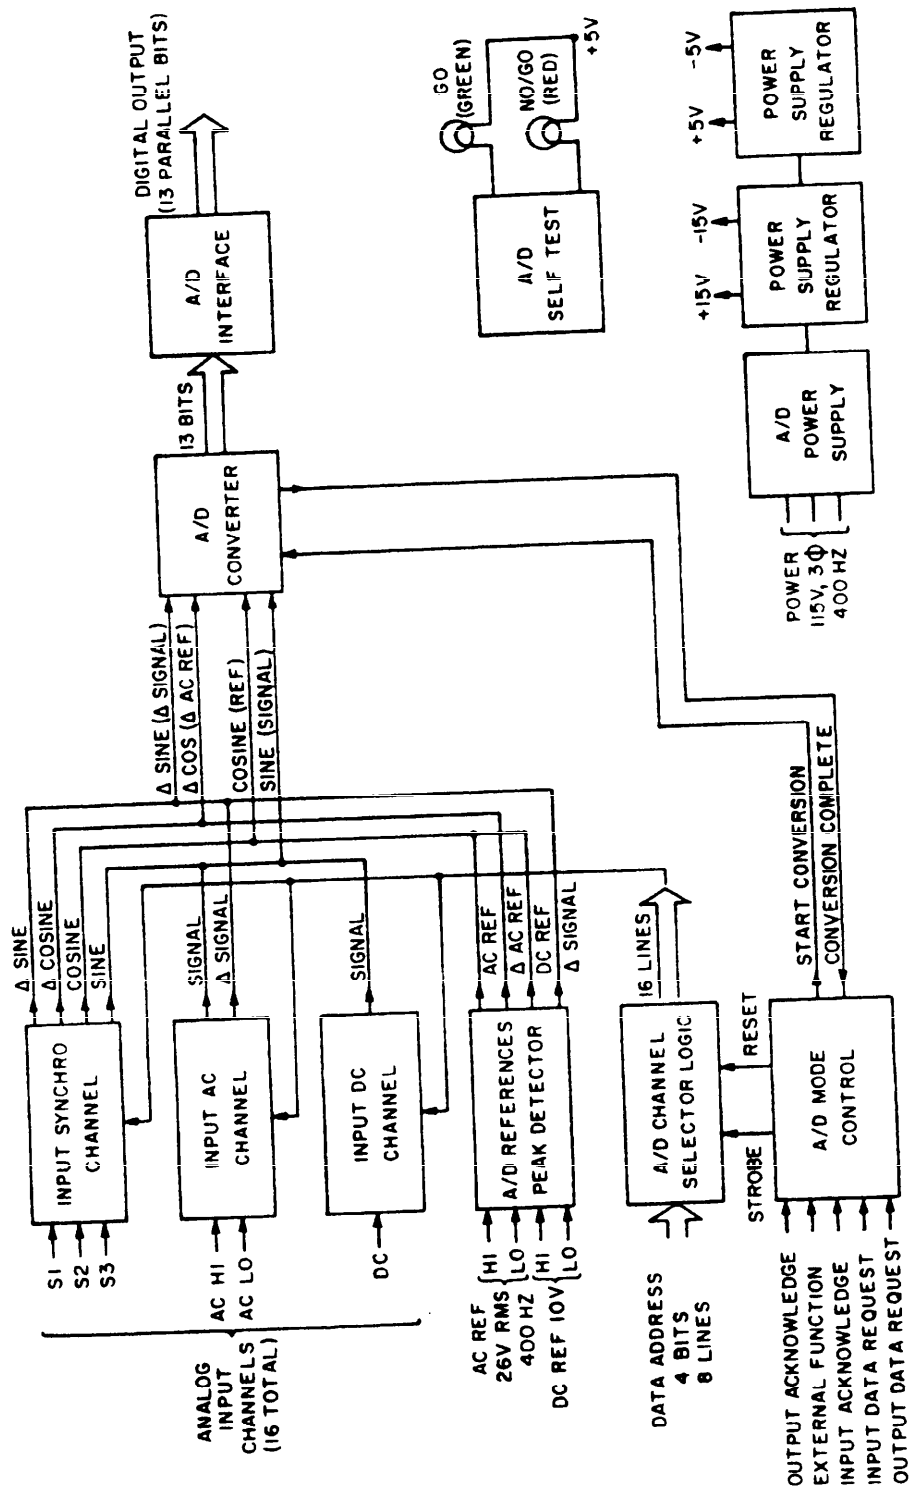 ANALOG
INPUT
CHANNELS
(16 TOTAL)
S1
S2
S3
INPUT SYNCHRO
CHANNEL
Δ SINE
Δ COSINE
COSINE
SINE
AC HI
AC LO
INPUT AC
CHANNEL
SIGNAL
Δ SIGNAL
DC
INPUT DC
CHANNEL
SIGNAL
AC REF
26V RMS
400 HZ
HI
LO
DC REF 10V
HI
LO
A/D REFERENCES
PEAK DETECTOR
AC REF
Δ AC REF
DC REF
Δ SIGNAL
DATA ADDRESS
4 BITS
8 LINES
A/D CHANNEL
SELECTOR LOGIC
16 LINES
STROBE
RESET
OUTPUT ACKNOWLEDGE
EXTERNAL FUNCTION
INPUT ACKNOWLEDGE
INPUT DATA REQUEST
OUTPUT DATA REQUEST
A/D MODE
CONTROL
START CONVERSION
CONVERSION COMPLETE
Δ SINE (Δ SIGNAL)
Δ COS (Δ AC REF)
COSINE (REF)
SINE (SIGNAL)
A/D
CONVERTER
13 BITS
A/D
INTERFACE
DIGITAL OUTPUT
(13 PARALLEL BITS)
A/D
SELF TEST
GO
(GREEN)
NO/GO
(RED)
+5V
POWER
115V, 3Φ
400 HZ
A/D
POWER
SUPPLY
+15V
-15V
POWER
SUPPLY
REGULATOR
+5V
-5V
POWER
SUPPLY
REGULATOR